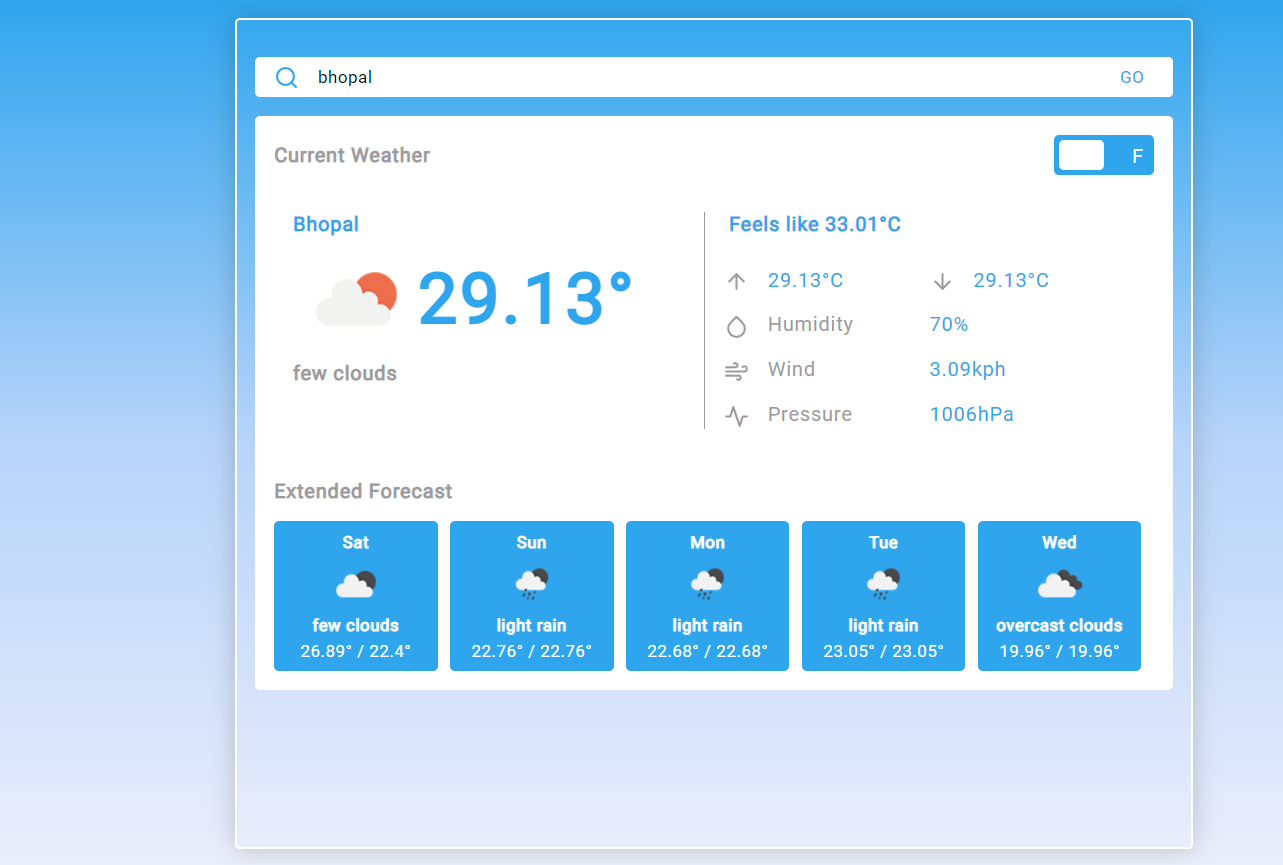 bhopal
GO
Current Weather
F
Bhopal
29.13°
few clouds
Feels like 33.01°C
29.13°C 29.13°C
Humidity 70%
Wind 3.09kph
Pressure 1006hPa
Extended Forecast
Sat
few clouds
26.89° / 22.4°
Sun
light rain
22.76° / 22.76°
Mon
light rain
22.68° / 22.68°
Tue
light rain
23.05° / 23.05°
Wed
overcast clouds
19.96° / 19.96°